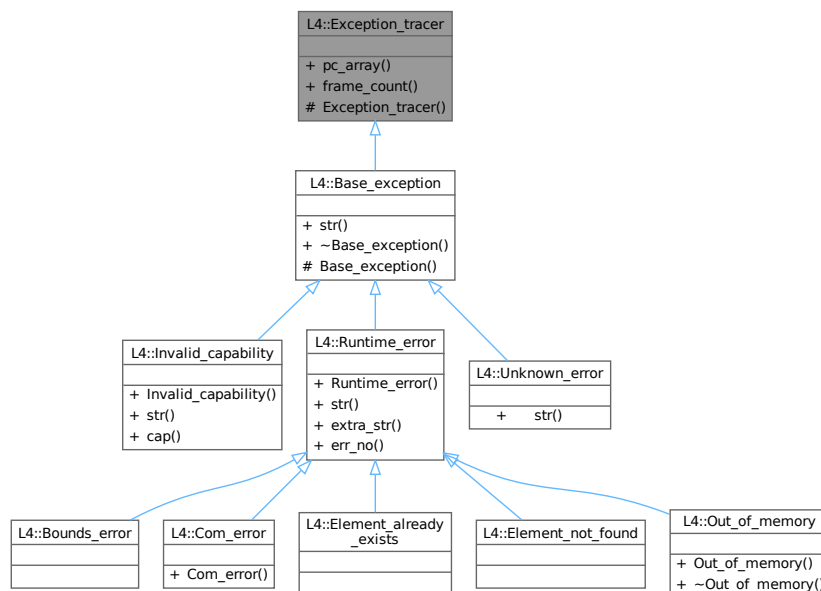 L4::Exception_tracer
+ pc_array()
+ frame_count()
# Exception_tracer()
L4::Base_exception
+ str()
+ ~Base_exception()
# Base_exception()
L4::Invalid_capability
+ Invalid_capability()
+ str()
+ cap()
L4::Runtime_error
+ Runtime_error()
+ str()
+ extra_str()
+ err_no()
L4::Unknown_error
+ str()
L4::Bounds_error
L4::Com_error
+ Com_error()
L4::Element_already
_exists
L4::Element_not_found
L4::Out_of_memory
+ Out_of_memory()
+ ~Out_of_memory()